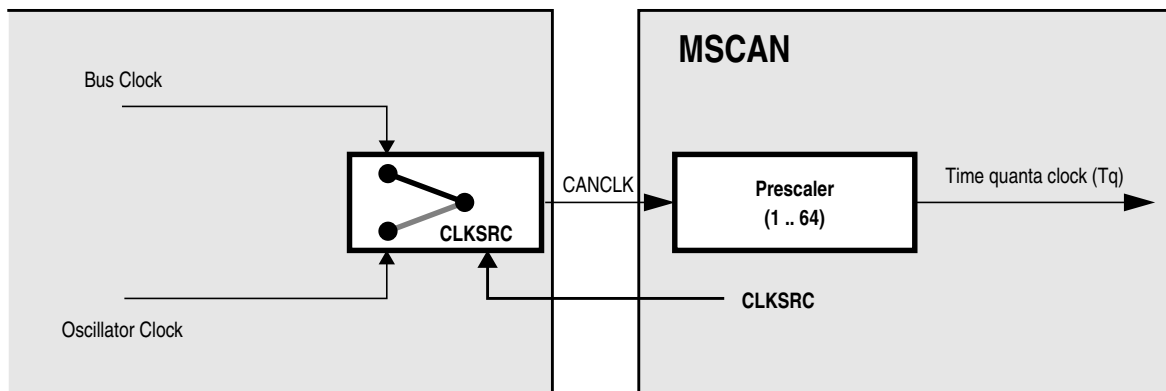 MSCAN
Bus Clock
CANCLK
Time quanta clock (Tq)
Prescaler
(1 .. 64)
CLKSRC
CLKSRC
Oscillator Clock